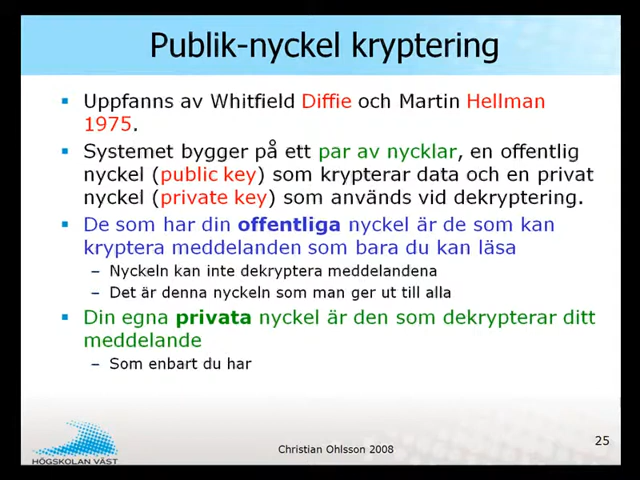 Publik-nyckel kryptering
▪ Uppfanns av Whitfield Diffie och Martin Hellman
1975.
▪ Systemet bygger på ett par av nycklar, en offentlig
nyckel (public key) som krypterar data och en privat
nyckel (private key) som används vid dekryptering.
▪ De som har din offentliga nyckel är de som kan
kryptera meddelanden som bara du kan läsa
– Nyckeln kan inte dekryptera meddelandena
– Det är denna nyckeln som man ger ut till alla
▪ Din egna privata nyckel är den som dekrypterar ditt
meddelande
– Som enbart du har
HÖGSKOLAN VÄST
Christian Ohlsson 2008
25